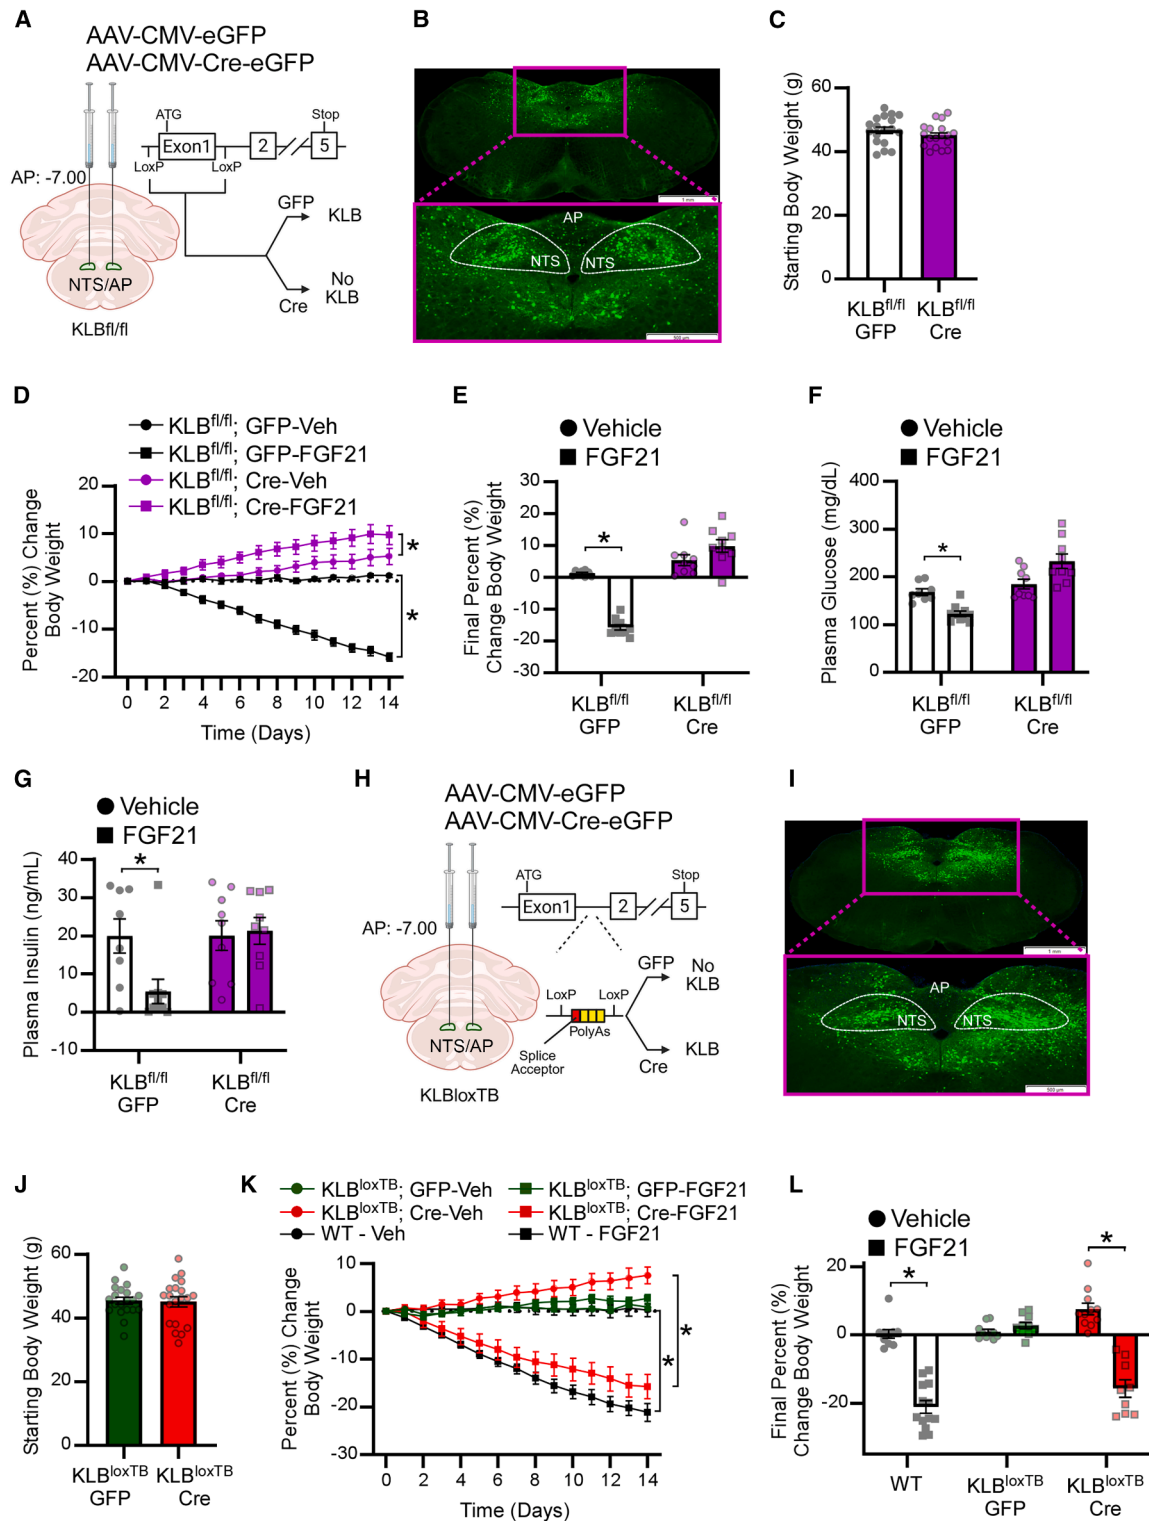 A
AAV-CMV-eGFP
AAV-CMV-Cre-eGFP
ATG
Stop
Exon1
2
5
LoxP
LoxP
AP: -7.00
GFP
KLB
NTS/AP
Cre
No
KLB
KLBfl/fl
B
1 mm
AP
NTS
NTS
500 µm
C
Starting Body Weight (g)
60
40
20
0
KLBfl/fl
GFP
KLBfl/fl
Cre
D
KLBfl/fl; GFP-Veh
KLBfl/fl; GFP-FGF21
KLBfl/fl; Cre-Veh
KLBfl/fl; Cre-FGF21
Percent (%) Change
Body Weight
20
10
0
-10
-20
*
*
0 2 4 6 8 10 12 14
Time (Days)
E
Vehicle
FGF21
Final Percent (%)
Change Body Weight
30
20
10
0
-10
-20
-30
*
KLBfl/fl
GFP
KLBfl/fl
Cre
F
Vehicle
FGF21
Plasma Glucose (mg/dL)
400
300
200
100
0
*
KLBfl/fl
GFP
KLBfl/fl
Cre
G
Vehicle
FGF21
Plasma Insulin (ng/mL)
40
30
20
10
0
-10
*
KLBfl/fl
GFP
KLBfl/fl
Cre
H
AAV-CMV-eGFP
AAV-CMV-Cre-eGFP
ATG
Stop
Exon1
2
5
AP: -7.00
GFP
No
KLB
LoxP
LoxP
PolyAs
NTS/AP
Splice
Acceptor
Cre
KLB
KLBloxTB
I
1 mm
AP
NTS
NTS
500 µm
J
Starting Body Weight (g)
60
40
20
0
KLBloxTB
GFP
KLBloxTB
Cre
K
KLBloxTB; GFP-Veh
KLBloxTB; GFP-FGF21
KLBloxTB; Cre-Veh
KLBloxTB; Cre-FGF21
WT - Veh
WT - FGF21
Percent (%) Change
Body Weight
10
0
-10
-20
-30
*
*
0 2 4 6 8 10 12 14
Time (Days)
L
Vehicle
FGF21
Final Percent (%)
Change Body Weight
20
0
-20
*
*
WT
KLBloxTB
GFP
KLBloxTB
Cre